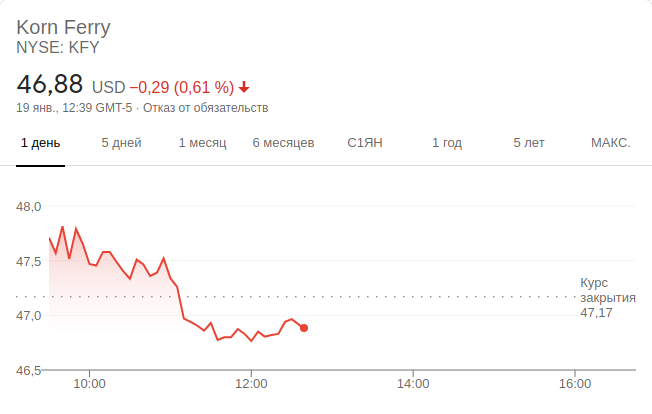 Korn Ferry
NYSE: KFY
46,88 USD −0,29 (0,61 %)
19 янв., 12:39 GMT-5 · Отказ от обязательств
1 день 5 дней 1 месяц 6 месяцев С1ЯН 1 год 5 лет МАКС.
48,0
47,5
Курс
закрытия
47,17
47,0
46,5
10:00 12:00 14:00 16:00